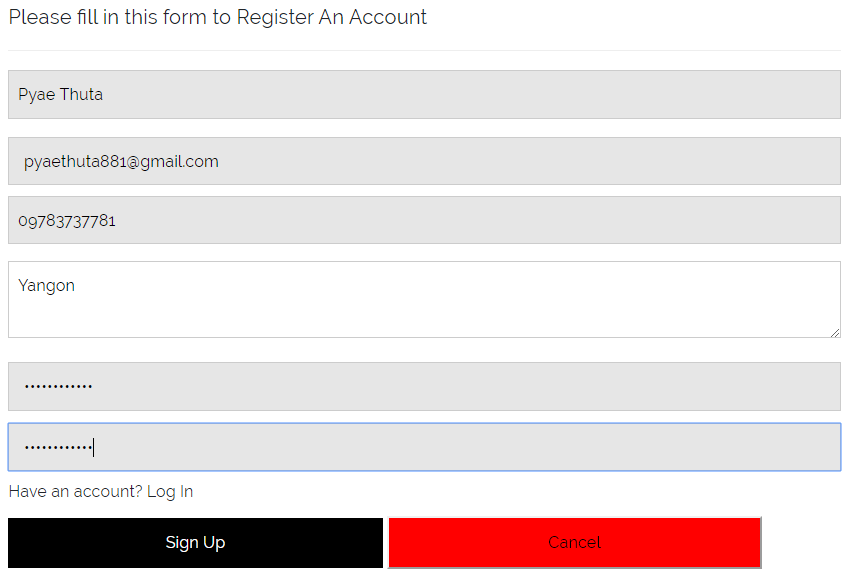 Please fill in this form to Register An Account
Pyae Thuta
pyaethuta881@gmail.com
09783737781
Yangon
••••••••••••
••••••••••••
Have an account? Log In
Sign Up
Cancel